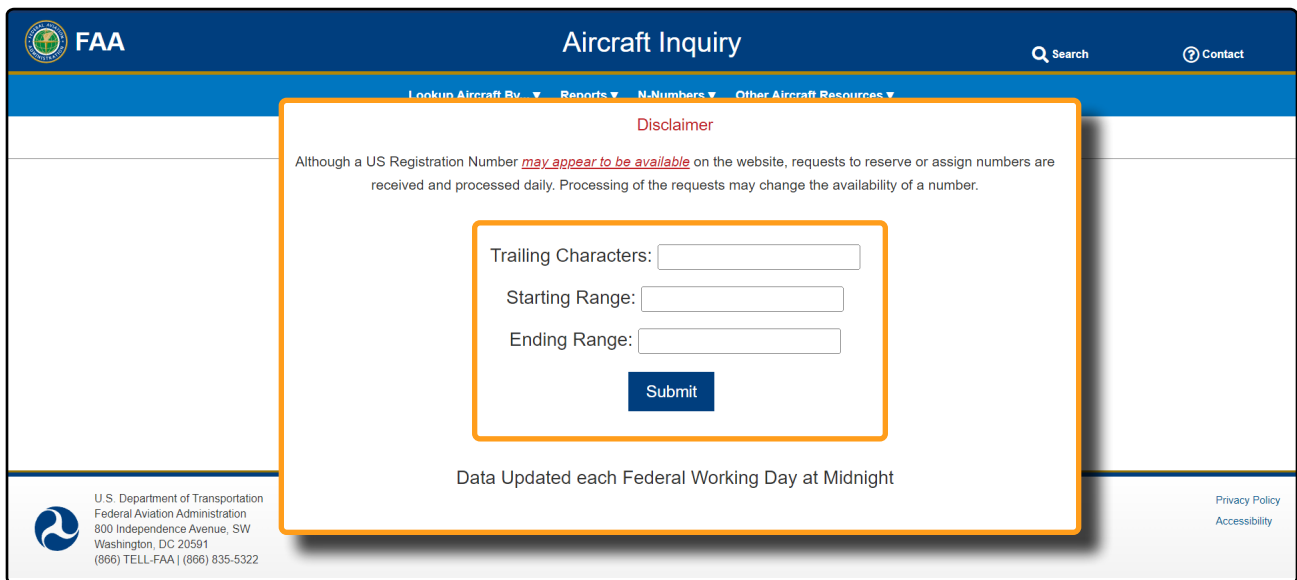 FAA
Aircraft Inquiry
Search
Contact
Lookup Aircraft By...▼ Reports▼ N-Numbers▼ Other Aircraft Resources▼
Disclaimer
Although a US Registration Number may appear to be available on the website, requests to reserve or assign numbers are
received and processed daily. Processing of the requests may change the availability of a number.
Trailing Characters:
Starting Range:
Ending Range:
Submit
Data Updated each Federal Working Day at Midnight
U.S. Department of Transportation
Federal Aviation Administration
800 Independence Avenue, SW
Washington, DC 20591
(866) TELL-FAA | (866) 835-5322
Privacy Policy
Accessibility